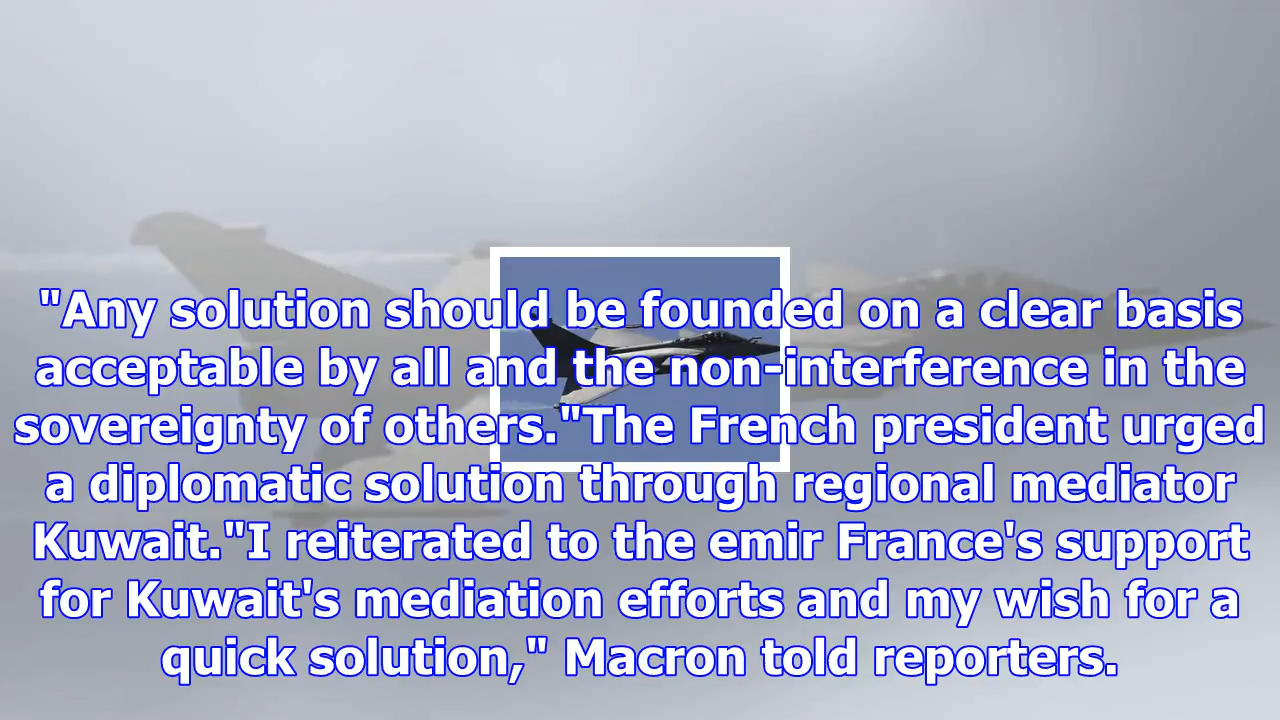 "Any solution should be founded on a clear basis
acceptable by all and the non-interference in the
sovereignty of others."The French president urged
a diplomatic solution through regional mediator
Kuwait."I reiterated to the emir France's support
for Kuwait's mediation efforts and my wish for a
quick solution," Macron told reporters.